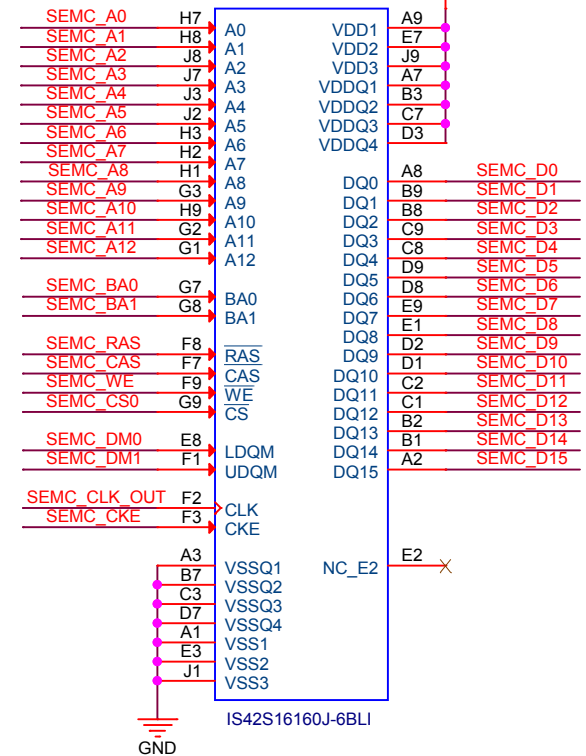 SEMC_A0 H7 A0
SEMC_A1 H8 A1
SEMC_A2 J8 A2
SEMC_A3 J7 A3
SEMC_A4 J3 A4
SEMC_A5 J2 A5
SEMC_A6 H3 A6
SEMC_A7 H2 A7
SEMC_A8 H1 A8
SEMC_A9 G3 A9
SEMC_A10 H9 A10
SEMC_A11 G2 A11
SEMC_A12 G1 A12
SEMC_BA0 G7 BA0
SEMC_BA1 G8 BA1
SEMC_RAS F8 RAS
SEMC_CAS F7 CAS
SEMC_WE F9 WE
SEMC_CS0 G9 CS
SEMC_DM0 E8 LDQM
SEMC_DM1 F1 UDQM
SEMC_CLK_OUT F2 CLK
SEMC_CKE F3 CKE
A3 VSSQ1
B7 VSSQ2
C3 VSSQ3
D7 VSSQ4
A1 VSS1
E3 VSS2
J1 VSS3
GND
VDD1 A9
VDD2 E7
VDD3 J9
VDDQ1 A7
VDDQ2 B3
VDDQ3 C7
VDDQ4 D3
DQ0 A8 SEMC_D0
DQ1 B9 SEMC_D1
DQ2 B8 SEMC_D2
DQ3 C9 SEMC_D3
DQ4 C8 SEMC_D4
DQ5 D9 SEMC_D5
DQ6 D8 SEMC_D6
DQ7 E9 SEMC_D7
DQ8 E1 SEMC_D8
DQ9 D2 SEMC_D9
DQ10 D1 SEMC_D10
DQ11 C2 SEMC_D11
DQ12 C1 SEMC_D12
DQ13 B2 SEMC_D13
DQ14 B1 SEMC_D14
DQ15 A2 SEMC_D15
NC_E2 E2
IS42S16160J-6BLI